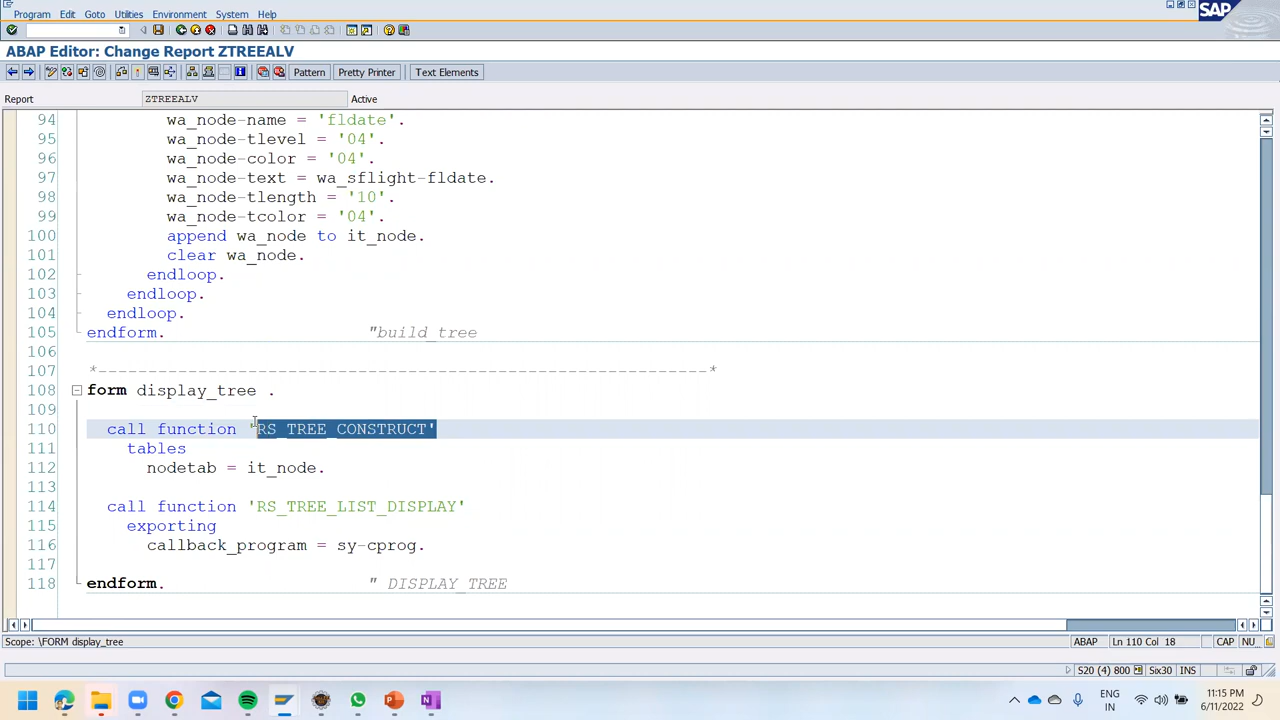 Program Edit Goto Utilities Environment System Help
SAP
ABAP Editor: Change Report ZTREEALV
Pattern Pretty Printer Text Elements
Report ZTREEALV Active
94 wa_node-name = 'fldate'.
95 wa_node-tlevel = '04'.
96 wa_node-color = '04'.
97 wa_node-text = wa_sflight-fldate.
98 wa_node-tlength = '10'.
99 wa_node-tcolor = '04'.
100 append wa_node to it_node.
101 clear wa_node.
102 endloop.
103 endloop.
104 endloop.
105 endform. "build_tree
106
107 *--------------------------------------------------------------*
108 form display_tree .
109
110 call function 'RS_TREE_CONSTRUCT'
111 tables
112 nodetab = it_node.
113
114 call function 'RS_TREE_LIST_DISPLAY'
115 exporting
116 callback_program = sy-cprog.
117
118 endform. " DISPLAY_TREE
Scope: \FORM display_tree ABAP Ln 110 Col 18 CAP NU
S20 (4) 800 Six30 INS
ENG
IN
11:15 PM
6/11/2022